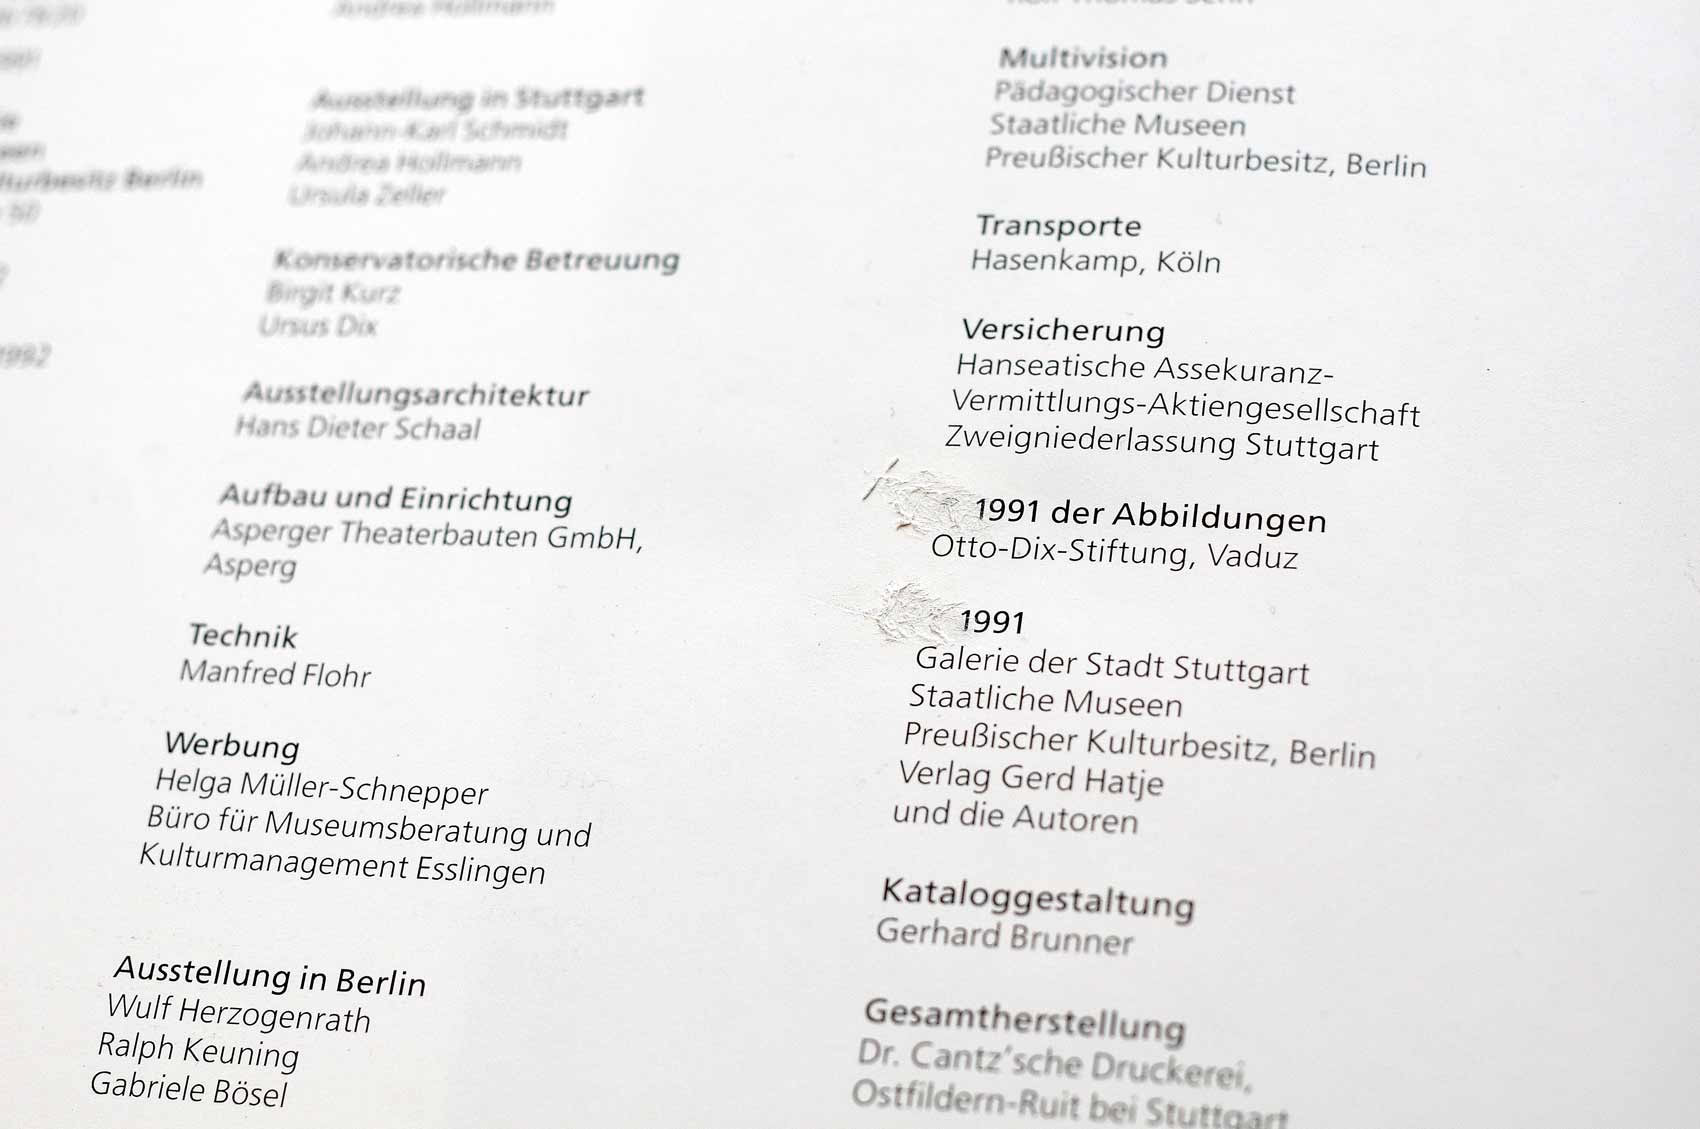 1992
Andrea Hollmann
Ausstellung in Stuttgart
Johann-Karl Schmidt
Andrea Hollmann
Ursula Zeller
Konservatorische Betreuung
Birgit Kurz
Ursus Dix
Ausstellungsarchitektur
Hans Dieter Schaal
Aufbau und Einrichtung
Asperger Theaterbauten GmbH,
Asperg
Technik
Manfred Flohr
Werbung
Helga Müller-Schnepper
Büro für Museumsberatung und
Kulturmanagement Esslingen
Ausstellung in Berlin
Wulf Herzogenrath
Ralph Keuning
Gabriele Bösel
Multivision
Pädagogischer Dienst
Staatliche Museen
Preußischer Kulturbesitz, Berlin
Transporte
Hasenkamp, Köln
Versicherung
Hanseatische Assekuranz-
Vermittlungs-Aktiengesellschaft
Zweigniederlassung Stuttgart
1991 der Abbildungen
Otto-Dix-Stiftung, Vaduz
1991
Galerie der Stadt Stuttgart
Staatliche Museen
Preußischer Kulturbesitz, Berlin
Verlag Gerd Hatje
und die Autoren
Kataloggestaltung
Gerhard Brunner
Gesamtherstellung
Dr. Cantz'sche Druckerei,
Ostfildern-Ruit bei Stuttgart